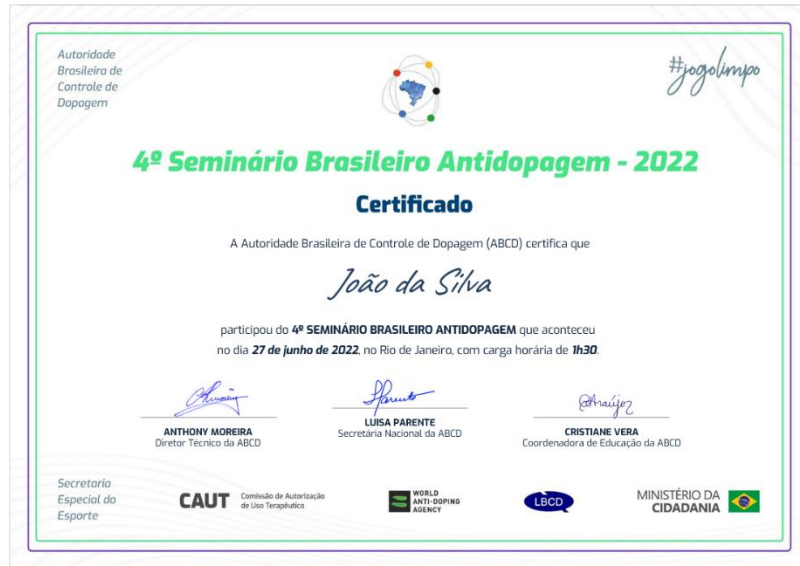 Autoridade
Brasileira de
Controle de
Dopagem
#jogolimpo
4º Seminário Brasileiro Antidopagem - 2022
Certificado
A Autoridade Brasileira de Controle de Dopagem (ABCD) certifica que
João da Silva
participou do 4º SEMINÁRIO BRASILEIRO ANTIDOPAGEM que aconteceu
no dia 27 de junho de 2022, no Rio de Janeiro, com carga horária de 1h30.
LParente
CAraújo
ANTHONY MOREIRA
Diretor Técnico da ABCD
LUISA PARENTE
Secretária Nacional da ABCD
CRISTIANE VERA
Coordenadora de Educação da ABCD
Secretaria
Especial do
Esporte
CAUT
Comissão de Autorização
de Uso Terapêutico
WORLD
ANTI-DOPING
AGENCY
LBCD
MINISTÉRIO DA
CIDADANIA